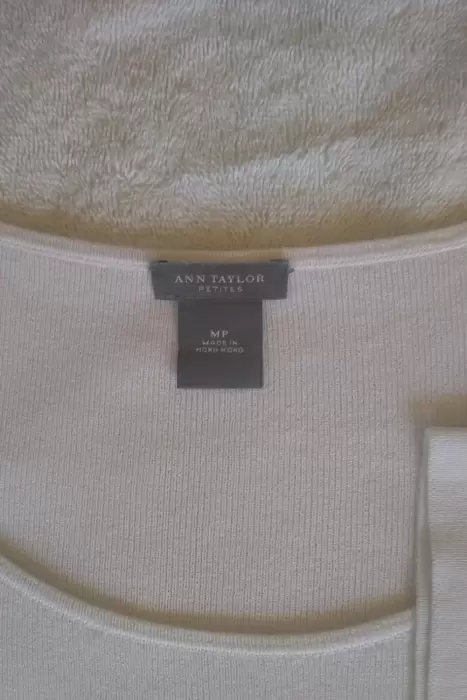 ANN TAYLOR
PETITES
MP
MADE IN
HONG KONG